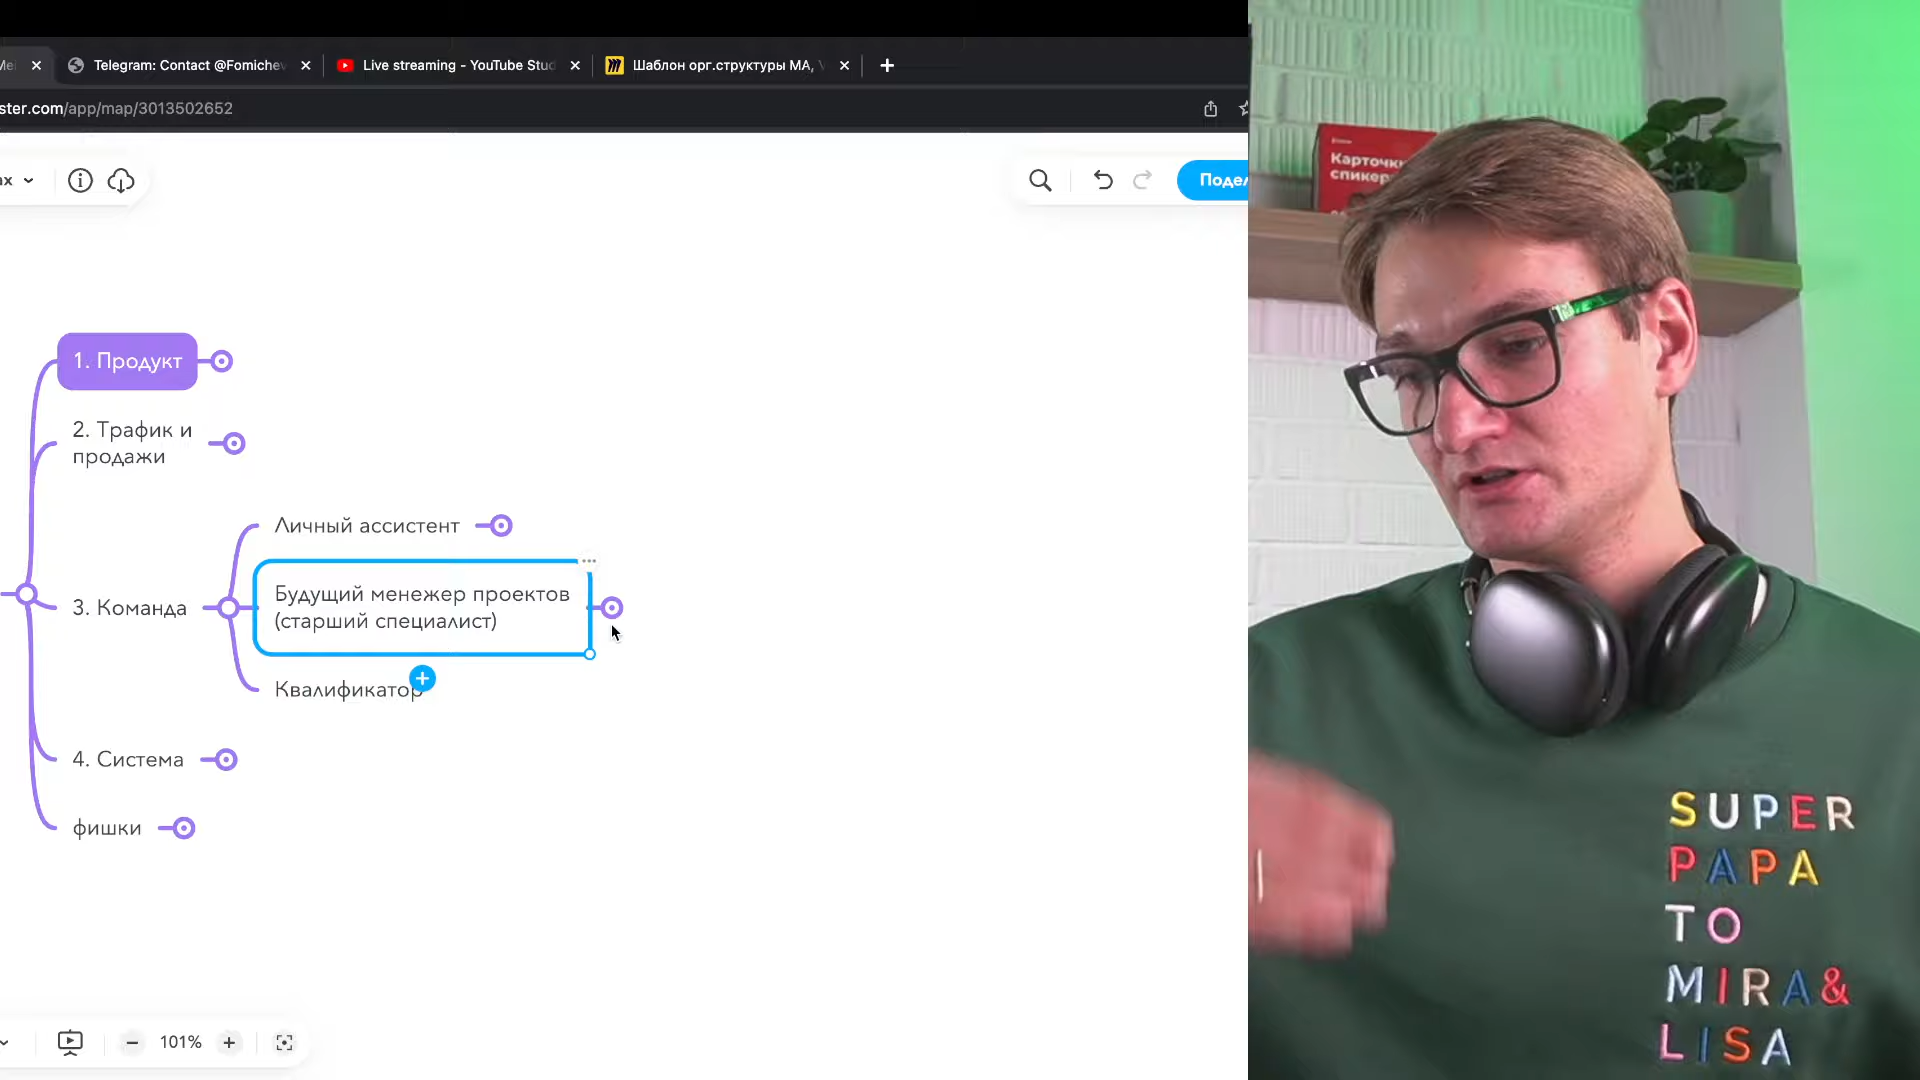 Telegram: Contact @Fomiche
Live streaming - YouTube Stud
Шаблон орг.структуры МА,
ster.com/app/map/3013502652
Подел
1. Продукт
2. Трафик и
продажи
Личный ассистент
Будущий менежер проектов
(старший специалист)
3. Команда
Квалификатор
4. Система
фишки
101%
Карточки
спикер
SUPER
PAPA
TO
MIRA&
LISA